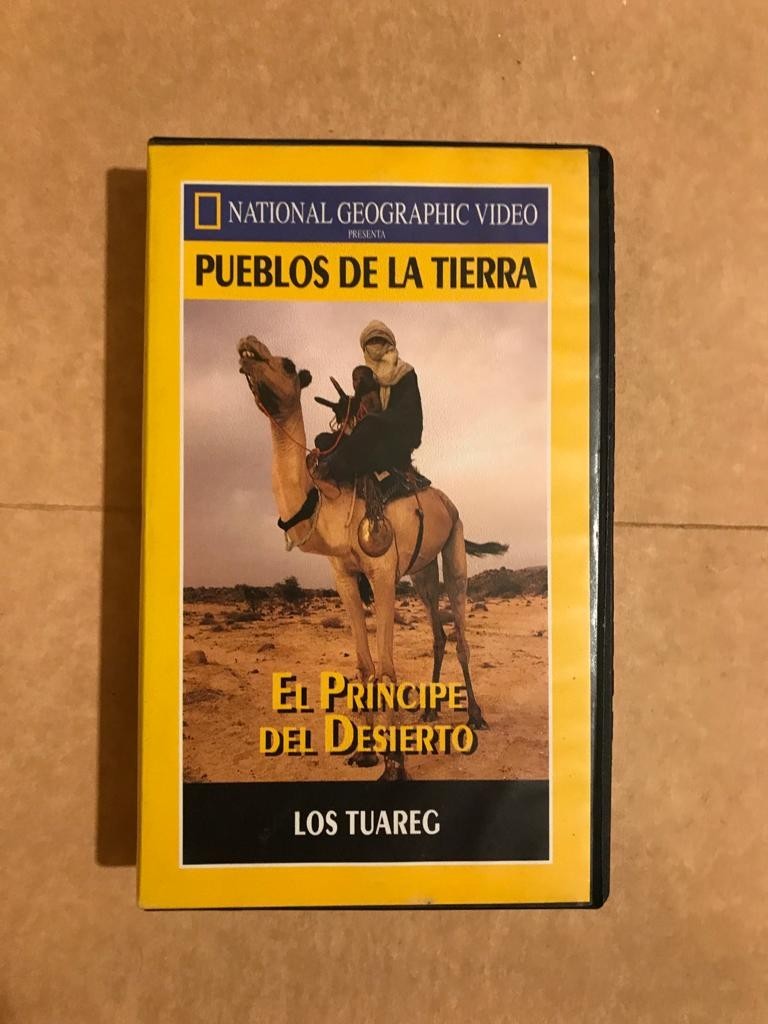 NATIONAL GEOGRAPHIC VIDEO
PRESENTA
PUEBLOS DE LA TIERRA
EL PRÍNCIPE
DEL DESIERTO
LOS TUAREG